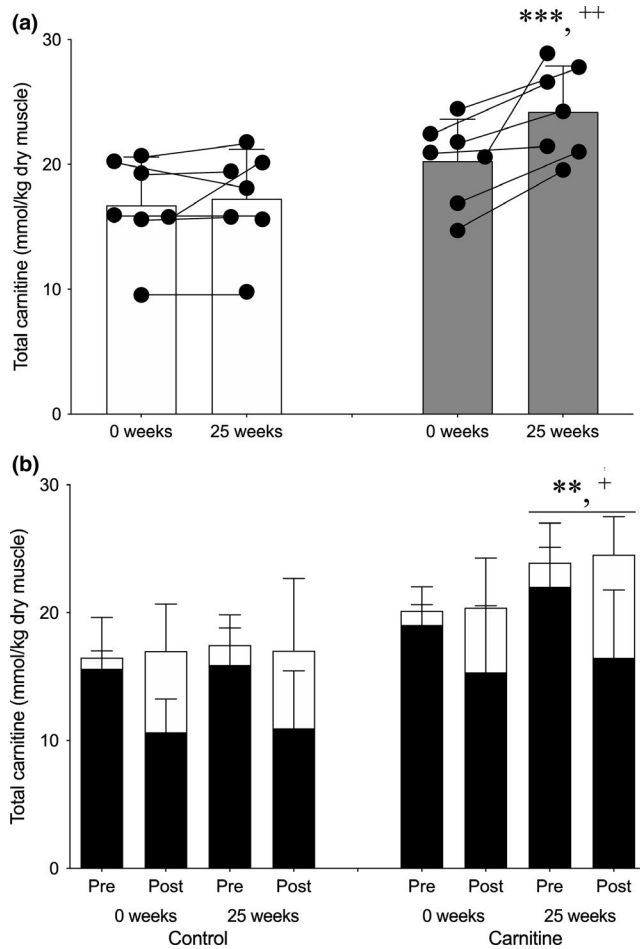 (a)
***, ++
30
20
10
0
Total carnitine (mmol/kg dry muscle)
0 weeks 25 weeks 0 weeks 25 weeks
(b)
**, +
30
20
10
0
Total carnitine (mmol/kg dry muscle)
Pre Post Pre Post Pre Post Pre Post
0 weeks 25 weeks 0 weeks 25 weeks
Control Carnitine